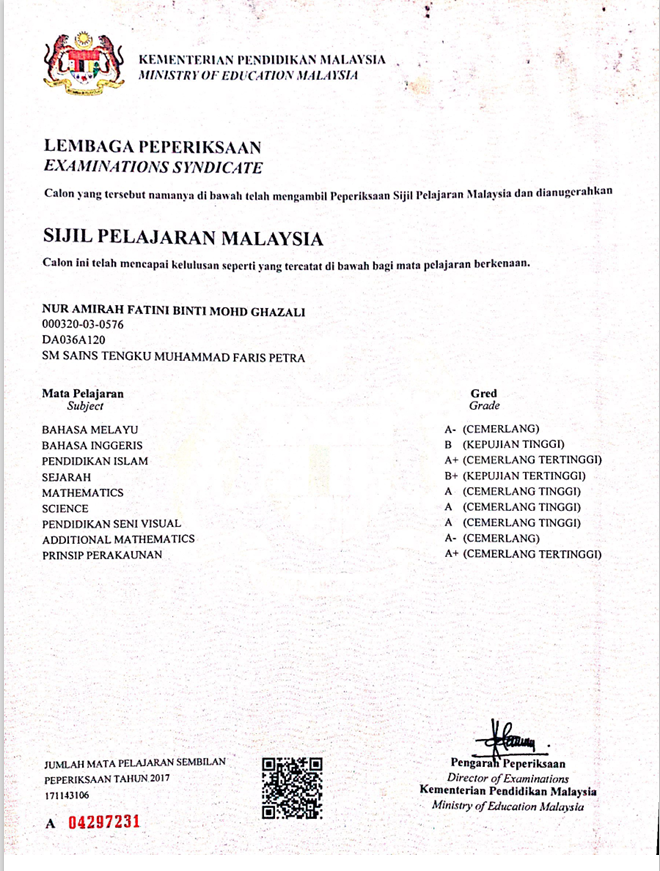 KEMENTERIAN PENDIDIKAN MALAYSIA
MINISTRY OF EDUCATION MALAYSIA
LEMBAGA PEPERIKSAAN
EXAMINATIONS SYNDICATE
Calon yang tersebut namanya di bawah telah mengambil Peperiksaan Sijil Pelajaran Malaysia dan dianugerahkan
SIJIL PELAJARAN MALAYSIA
Calon ini telah mencapai kelulusan seperti yang tercatat di bawah bagi mata pelajaran berkenaan.
NUR AMIRAH FATINI BINTI MOHD GHAZALI
000320-03-0576
DA036A120
SM SAINS TENGKU MUHAMMAD FARIS PETRA
Mata Pelajaran Gred
Subject Grade
BAHASA MELAYU A- (CEMERLANG)
BAHASA INGGERIS B (KEPUJIAN TINGGI)
PENDIDIKAN ISLAM A+ (CEMERLANG TERTINGGI)
SEJARAH B+ (KEPUJIAN TERTINGGI)
MATHEMATICS A (CEMERLANG TINGGI)
SCIENCE A (CEMERLANG TINGGI)
PENDIDIKAN SENI VISUAL A (CEMERLANG TINGGI)
ADDITIONAL MATHEMATICS A- (CEMERLANG)
PRINSIP PERAKAUNAN A+ (CEMERLANG TERTINGGI)
JUMLAH MATA PELAJARAN SEMBILAN
PEPERIKSAAN TAHUN 2017
171143106
A 04297231
Pengarah Peperiksaan
Director of Examinations
Kementerian Pendidikan Malaysia
Ministry of Education Malaysia